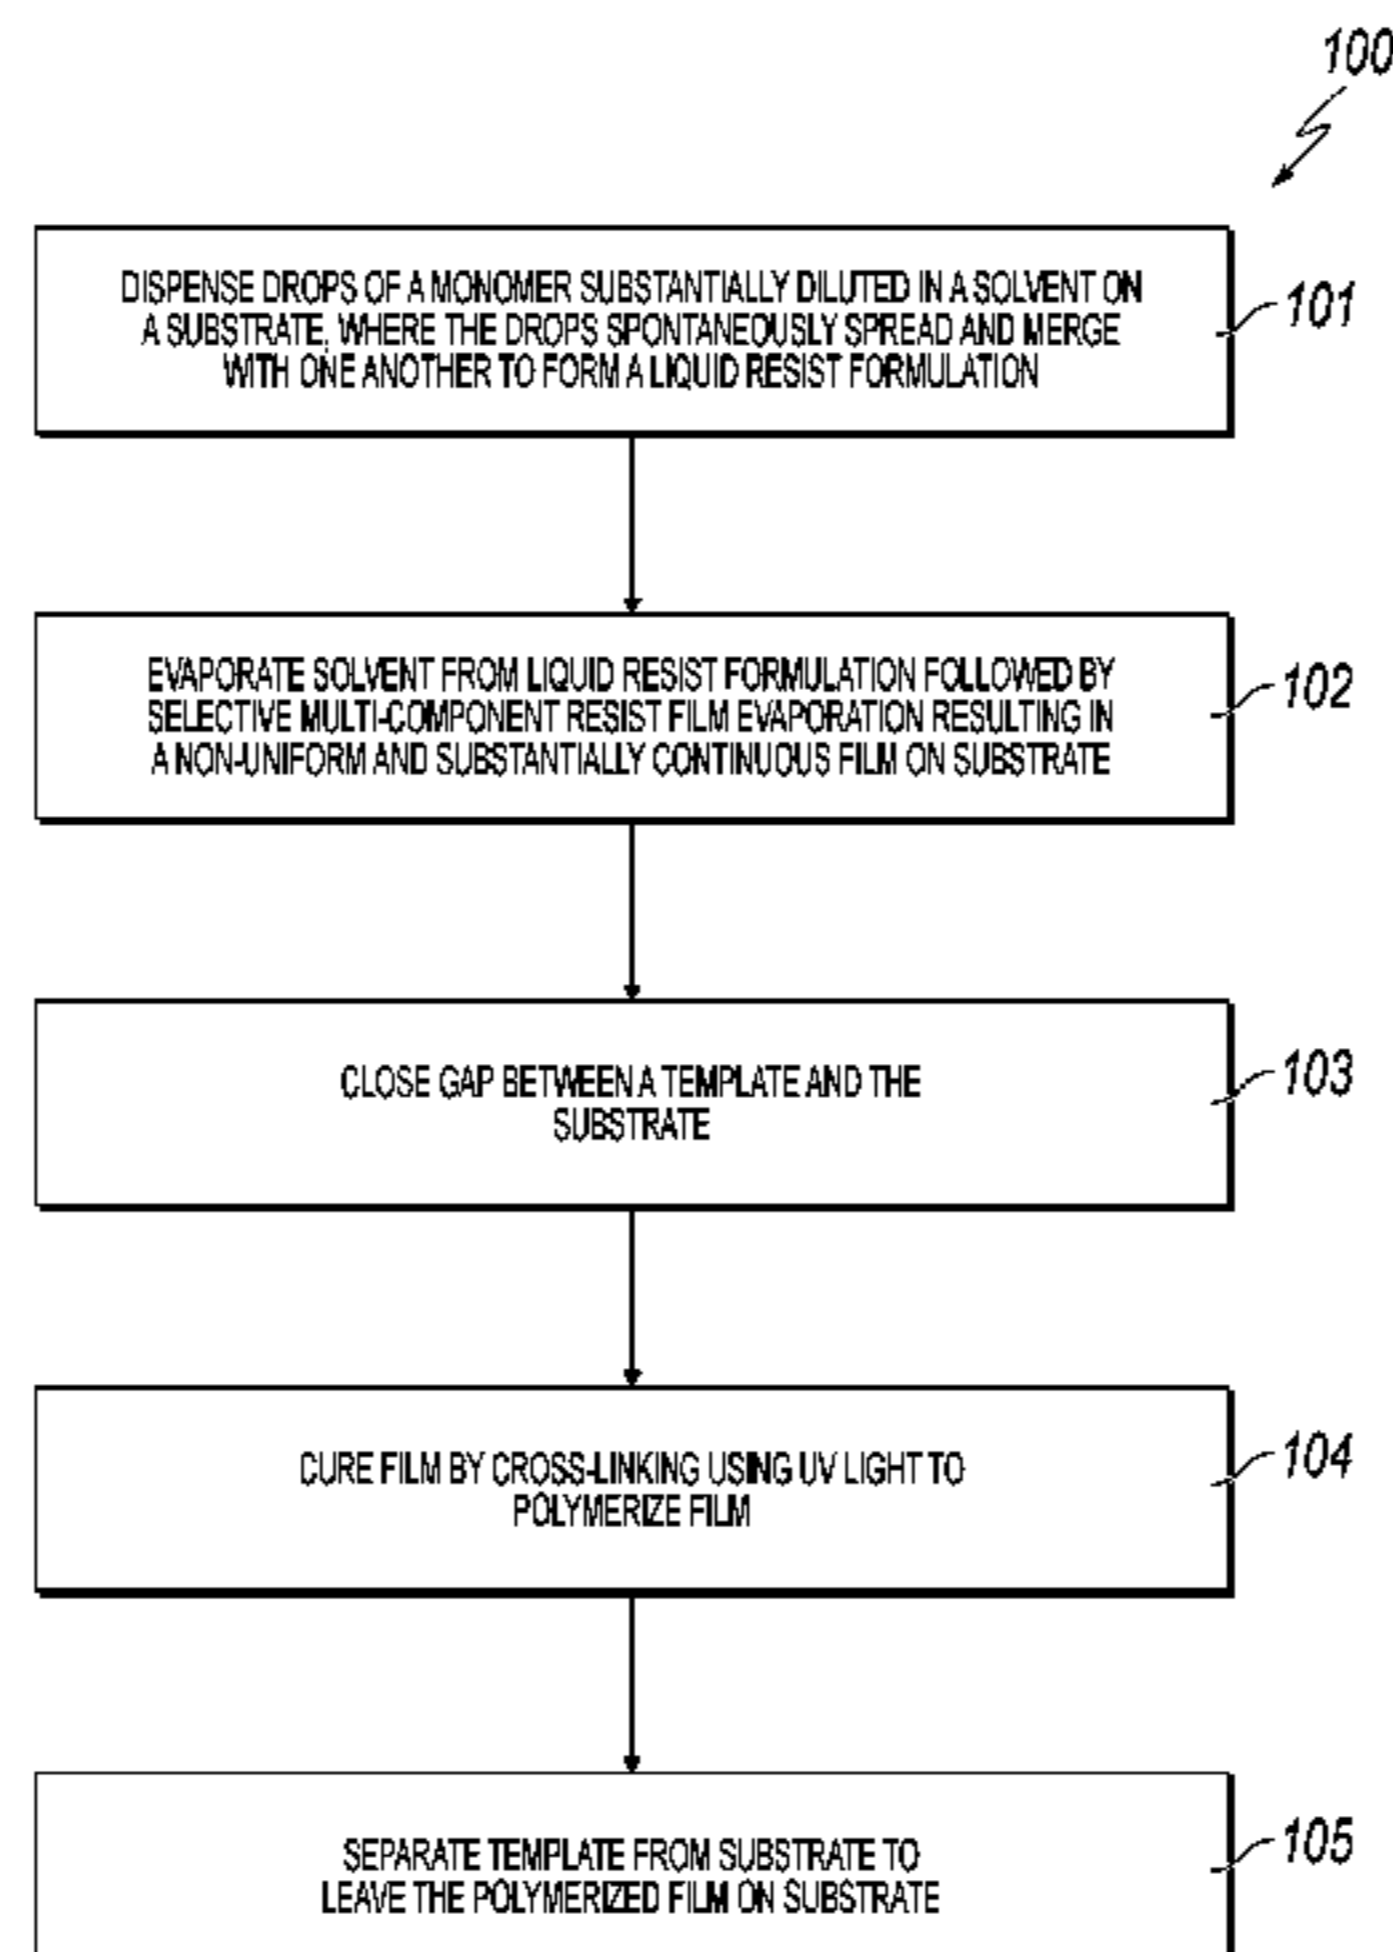 100
DISPENSE DROPS OF A MONOMER SUBSTANTIALLY DILUTED IN A SOLVENT ON
A SUBSTRATE, WHERE THE DROPS SPONTANEOUSLY SPREAD AND MERGE
WITH ONE ANOTHER TO FORM A LIQUID RESIST FORMULATION
101
EVAPORATE SOLVENT FROM LIQUID RESIST FORMULATION FOLLOWED BY
SELECTIVE MULTI-COMPONENT RESIST FILM EVAPORATION RESULTING IN
A NON-UNIFORM AND SUBSTANTIALLY CONTINUOUS FILM ON SUBSTRATE
102
CLOSE GAP BETWEEN A TEMPLATE AND THE
SUBSTRATE
103
CURE FILM BY CROSS-LINKING USING UV LIGHT TO
POLYMERIZE FILM
104
SEPARATE TEMPLATE FROM SUBSTRATE TO
LEAVE THE POLYMERIZED FILM ON SUBSTRATE
105